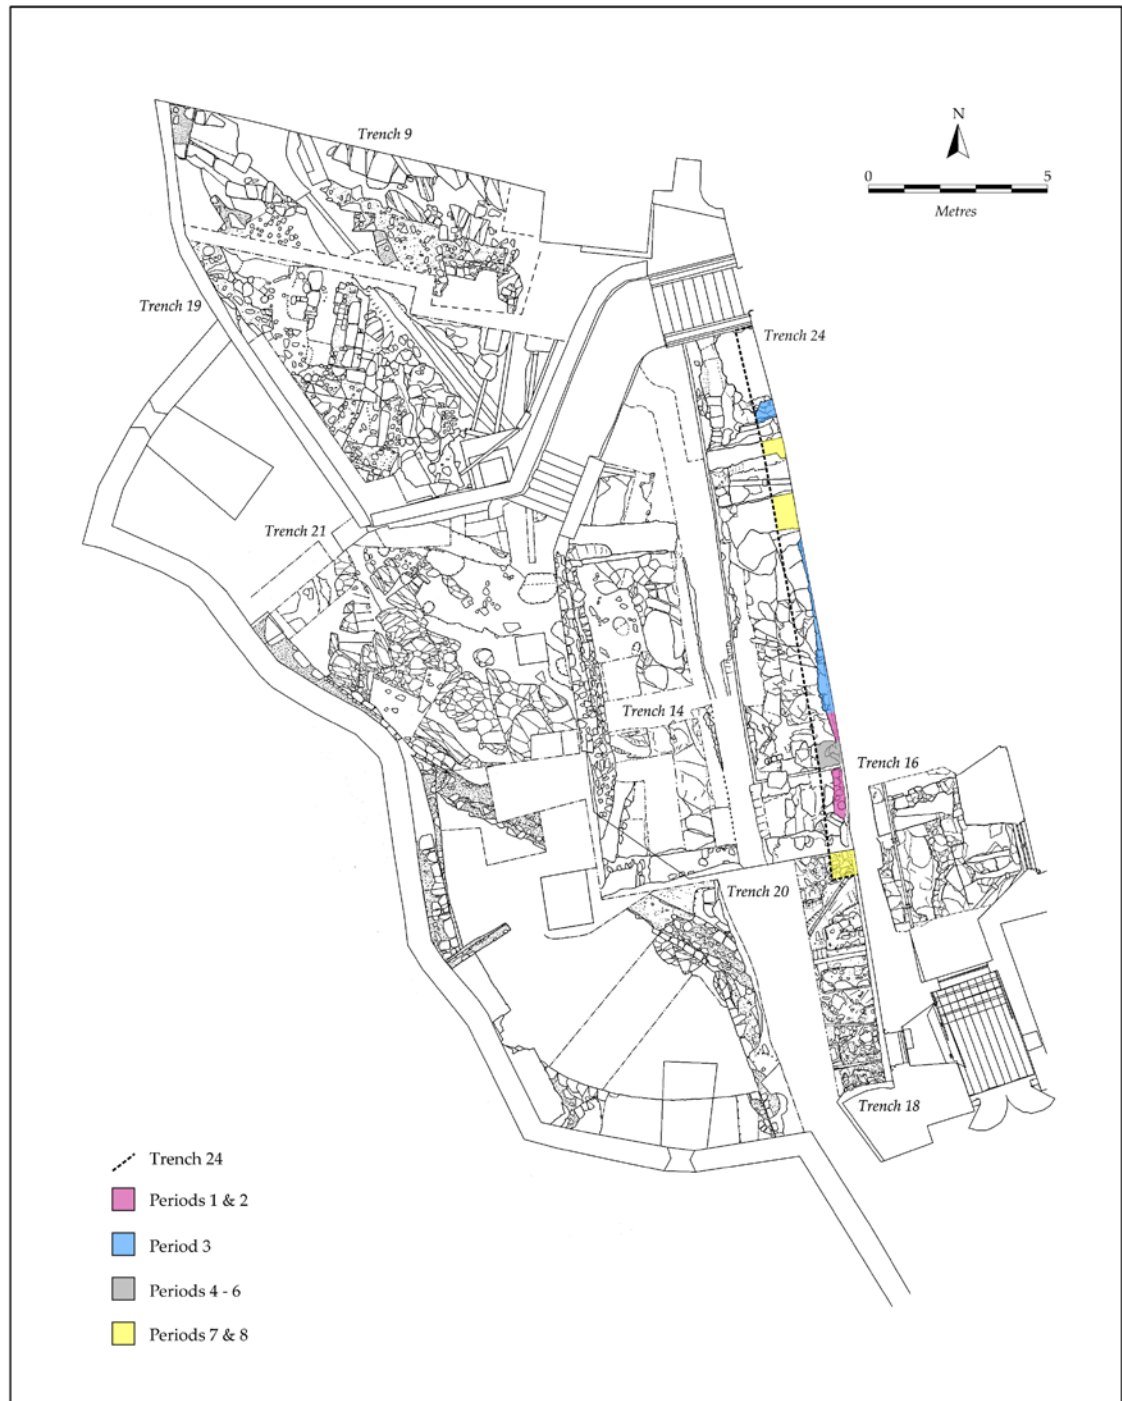 Trench 9
N
0 5
Metres
Trench 19
Trench 24
Trench 21
Trench 14
Trench 16
Trench 20
Trench 18
Trench 24
Periods 1 & 2
Period 3
Periods 4 - 6
Periods 7 & 8